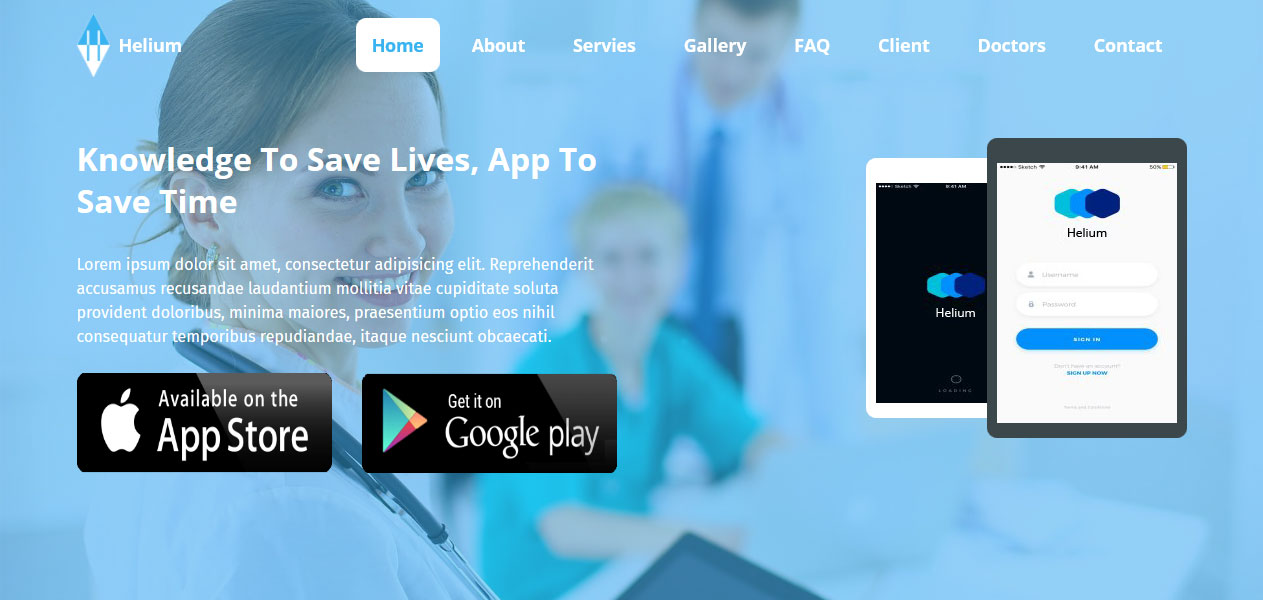 Helium
Home About Servies Gallery FAQ Client Doctors Contact
Knowledge To Save Lives, App To
Save Time
Lorem ipsum dolor sit amet, consectetur adipisicing elit. Reprehenderit
accusamus recusandae laudantium mollitia vitae cupiditate soluta
provident doloribus, minima maiores, praesentium optio eos nihil
consequatur temporibus repudiandae, itaque nesciunt obcaecati.
Available on the
App Store
Get it on
Google play
Sketch 9:41 AM
Helium
LOADING
Sketch 9:41 AM 50%
Helium
Username
Password
SIGN IN
Don't have an account?
SIGN UP NOW
Terms and Conditions